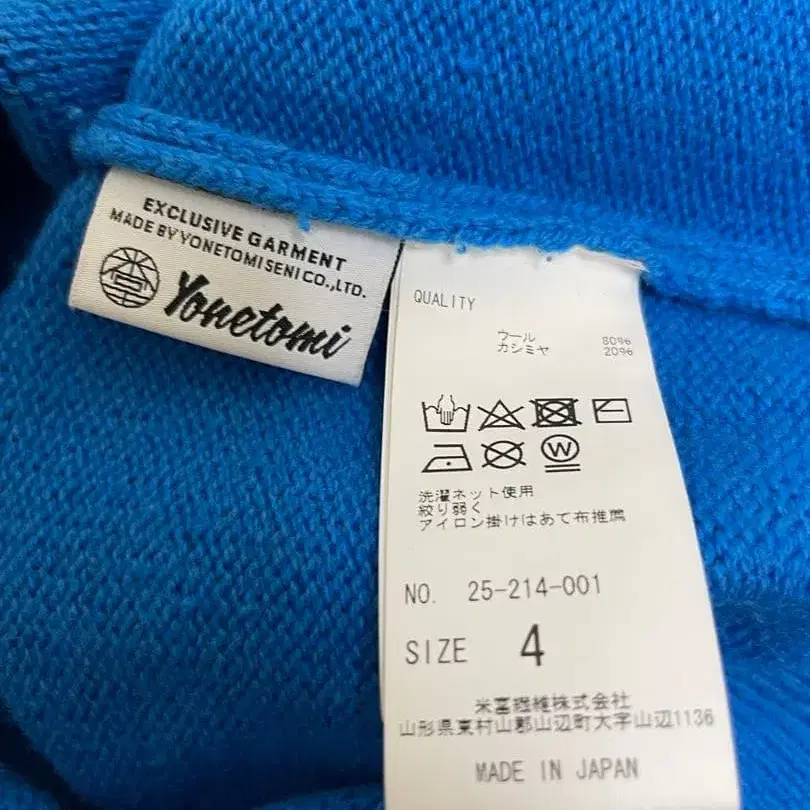 EXCLUSIVE GARMENT
MADE BY YONETOMISENI CO.,LTD.
Yonetomi
QUALITY
ウール 80%
カシミヤ 20%
W
洗濯ネット使用
絞り弱く
アイロン掛けはあて布推薦
NO. 25-214-001
SIZE 4
米富繊維株式会社
山形県東村山郡山辺町大字山辺1136
MADE IN JAPAN